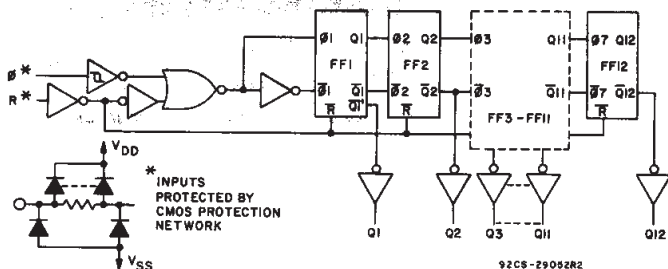 Ø1 Q1 Ø2 Q2 Ø3 Q11 Ø7 Q12
FF1 FF2 FF12
Ø*
R*
Ø̅1 Q̅1 Ø̅2 Q̅2 Ø̅3 Q̅11 Ø̅7 Q̅12
Q̅1'
R̅ R̅ R̅
FF3-FF11
VDD
*
INPUTS
PROTECTED BY
CMOS PROTECTION
NETWORK
VSS
Q1 Q2 Q3 Q11 Q12
92CS-29052R2